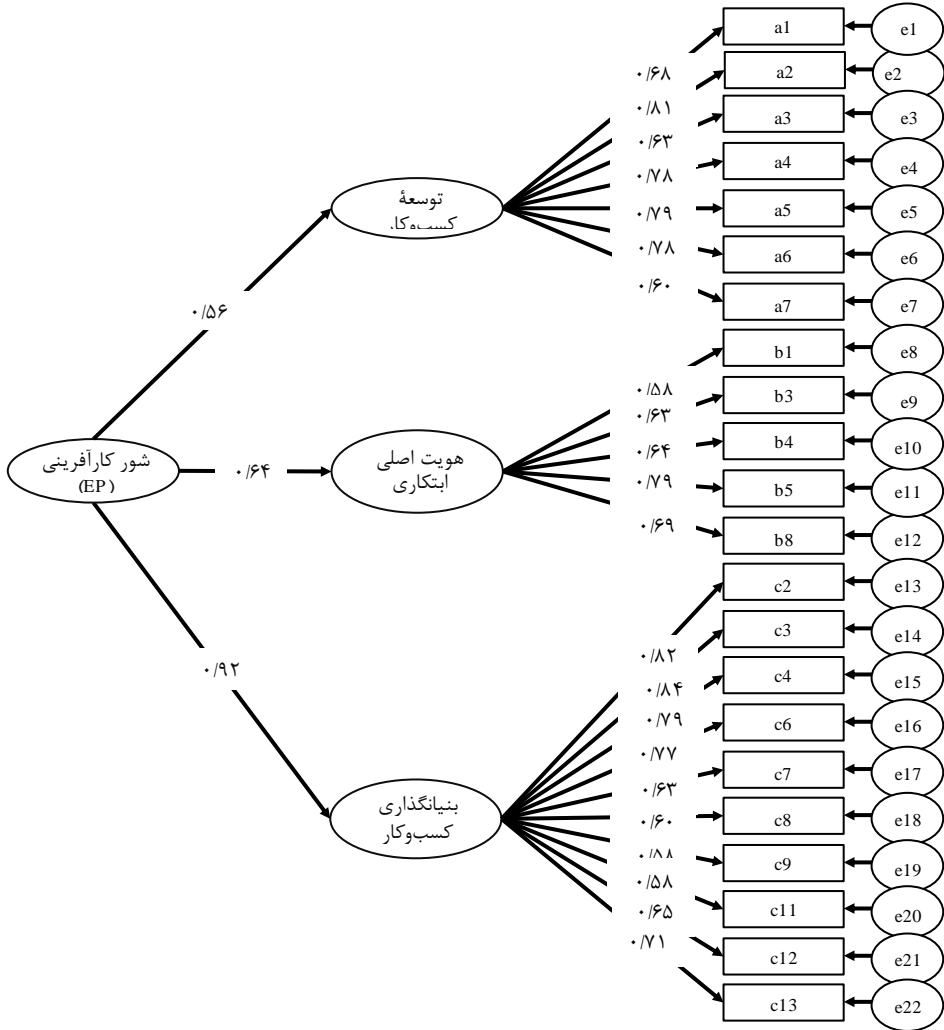 a1
e1
a2
e2
۰/۶۸
a3
e3
۰/۸۱
a4
e4
۰/۶۳
۰/۷۸
a5
e5
۰/۷۹
a6
e6
۰/۷۸
a7
e7
۰/۶۰
توسعهٔ
کسب‌وکار
۰/۵۶
b1
e8
۰/۵۸
b3
e9
۰/۶۳
b4
e10
۰/۶۴
b5
e11
۰/۷۹
b8
e12
۰/۶۹
شور کارآفرینی
(EP)
۰/۶۴
هویت اصلی
ابتکاری
c2
e13
c3
e14
۰/۸۲
c4
e15
۰/۸۴
c6
e16
۰/۷۹
c7
e17
۰/۷۷
c8
e18
۰/۶۳
c9
e19
۰/۶۰
c11
e20
۰/۵۸
c12
e21
۰/۶۵
c13
e22
۰/۷۱
۰/۹۲
بنیانگذاری
کسب‌وکار